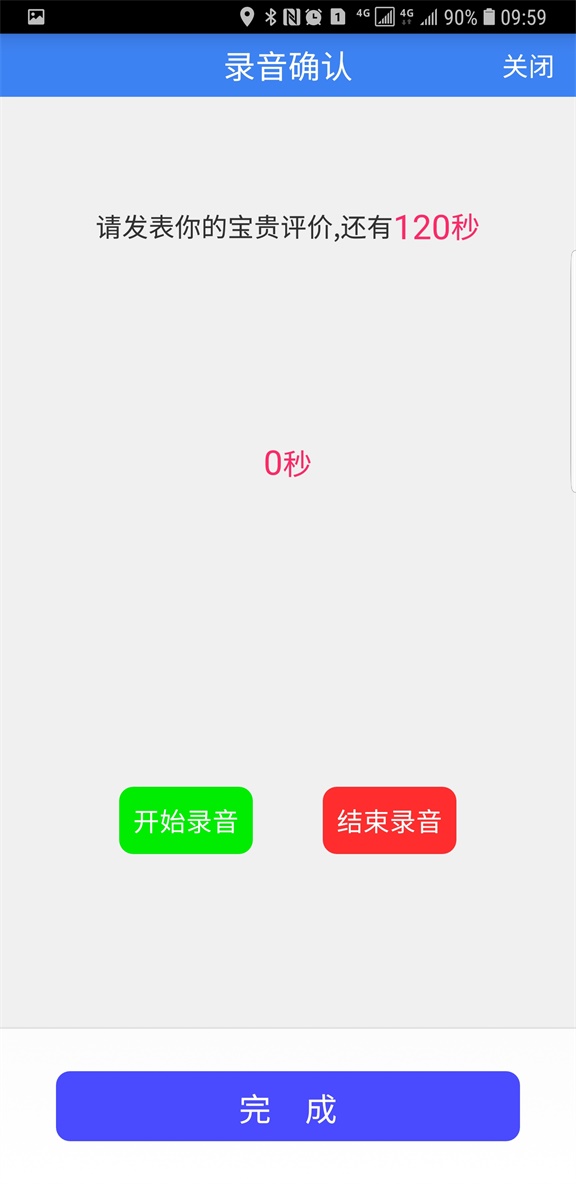 1 4G 4G 90% 09:59
录音确认 关闭
请发表你的宝贵评价,还有120秒
0秒
开始录音 结束录音
完 成